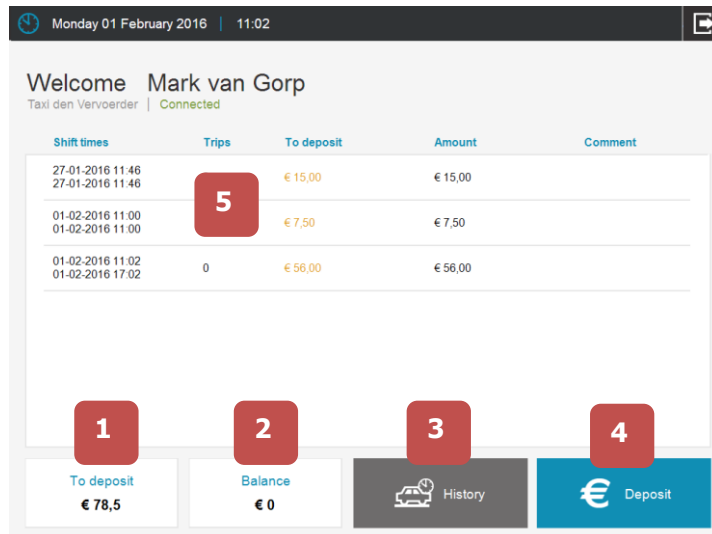 Monday 01 February 2016 | 11:02
Welcome Mark van Gorp
Taxi den Vervoerder | Connected
Shift times Trips To deposit Amount Comment
27-01-2016 11:46
27-01-2016 11:46
5
€ 15,00 € 15,00
01-02-2016 11:00
01-02-2016 11:00
€ 7,50 € 7,50
01-02-2016 11:02
01-02-2016 17:02
0 € 56,00 € 56,00
1 2 3 4
To deposit
€ 78,5
Balance
€ 0
History
€ Deposit